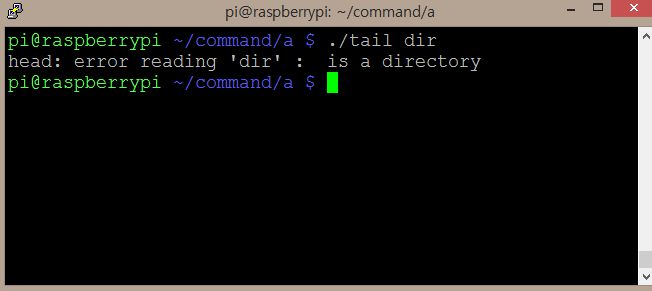 pi@raspberrypi: ~/command/a
pi@raspberrypi ~/command/a $ ./tail dir
head: error reading 'dir' :  is a directory
pi@raspberrypi ~/command/a $